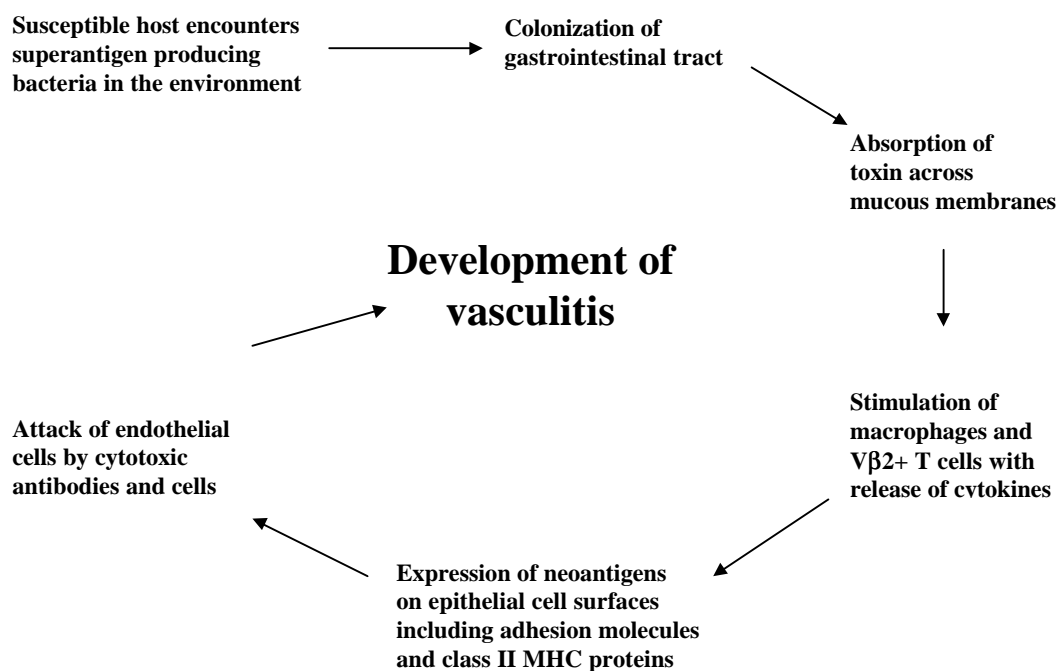 Susceptible host encounters
superantigen producing
bacteria in the environment
Colonization of
gastrointestinal tract
Absorption of
toxin across
mucous membranes
Development of
vasculitis
Stimulation of
macrophages and
Vβ2+ T cells with
release of cytokines
Attack of endothelial
cells by cytotoxic
antibodies and cells
Expression of neoantigens
on epithelial cell surfaces
including adhesion molecules
and class II MHC proteins